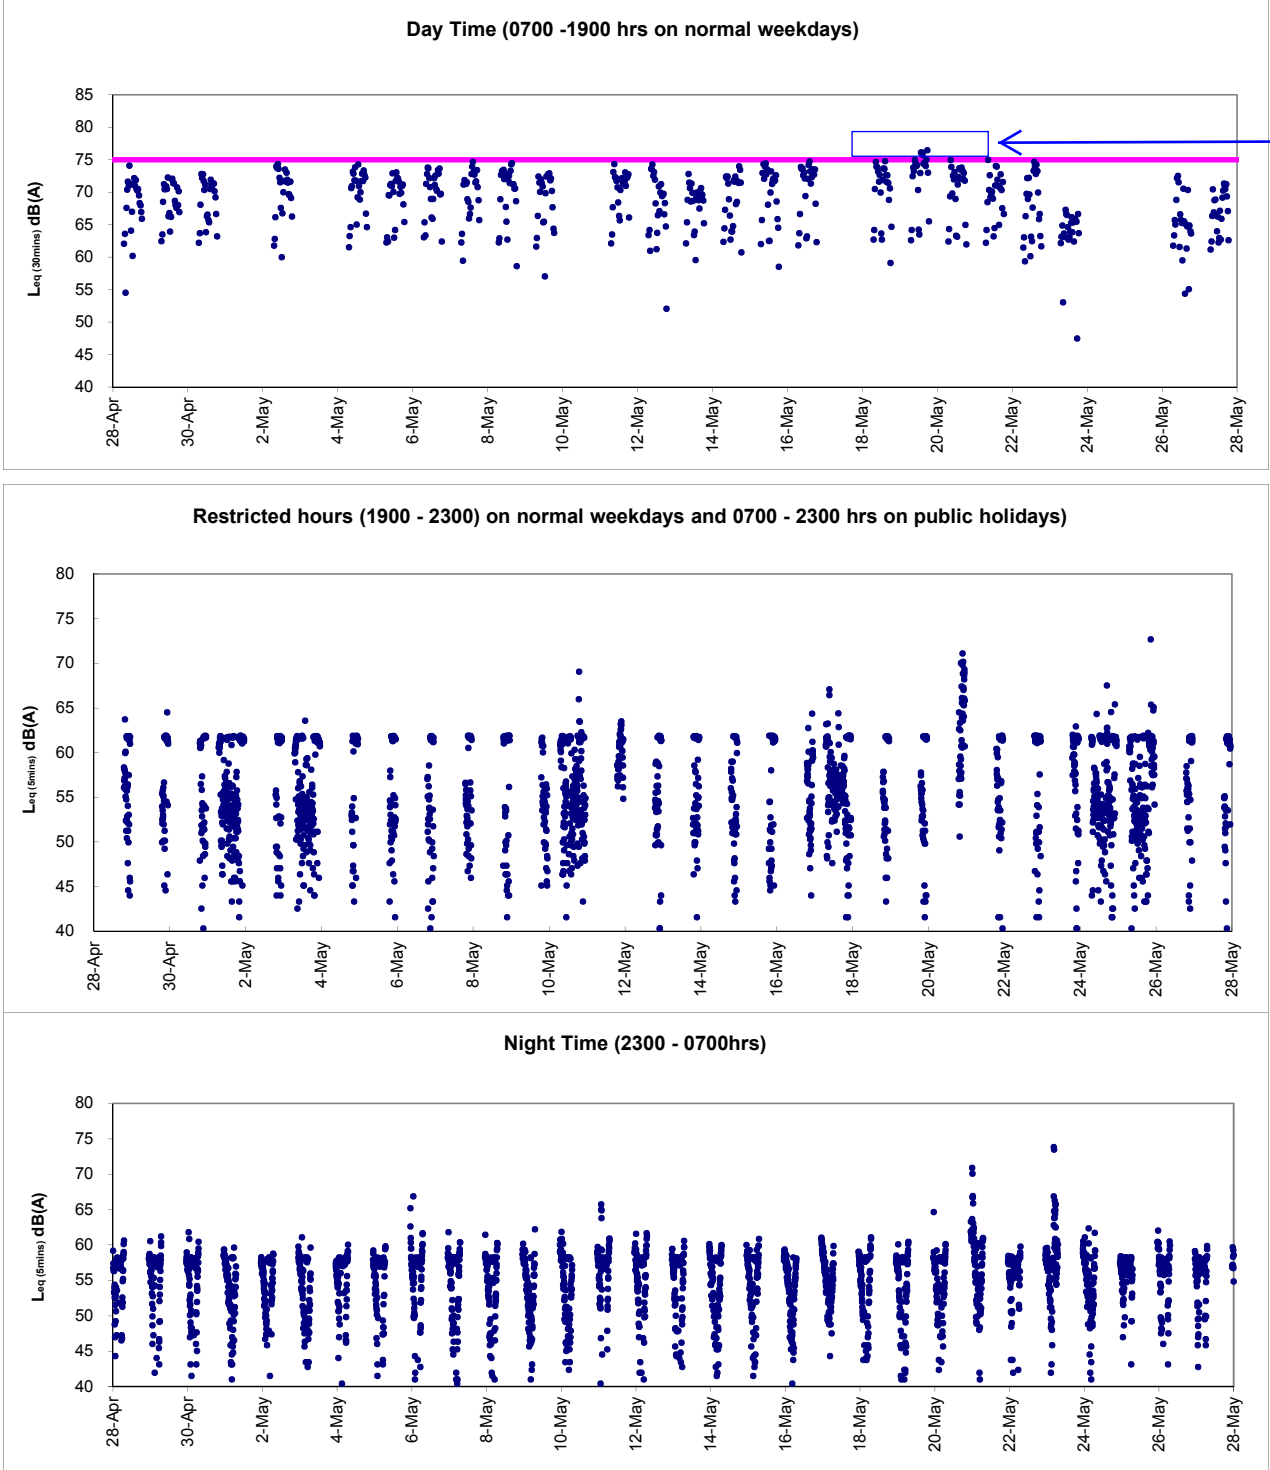 Day Time (0700 -1900 hrs on normal weekdays)
85
80
75
70
65
60
55
50
45
40
Leq (30mins) dB(A)
28-Apr
30-Apr
2-May
4-May
6-May
8-May
10-May
12-May
14-May
16-May
18-May
20-May
22-May
24-May
26-May
28-May
Restricted hours (1900 - 2300) on normal weekdays and 0700 - 2300 hrs on public holidays)
80
75
70
65
60
55
50
45
40
Leq (5mins) dB(A)
28-Apr
30-Apr
2-May
4-May
6-May
8-May
10-May
12-May
14-May
16-May
18-May
20-May
22-May
24-May
26-May
28-May
Night Time (2300 - 0700hrs)
80
75
70
65
60
55
50
45
40
Leq (5mins) dB(A)
28-Apr
30-Apr
2-May
4-May
6-May
8-May
10-May
12-May
14-May
16-May
18-May
20-May
22-May
24-May
26-May
28-May